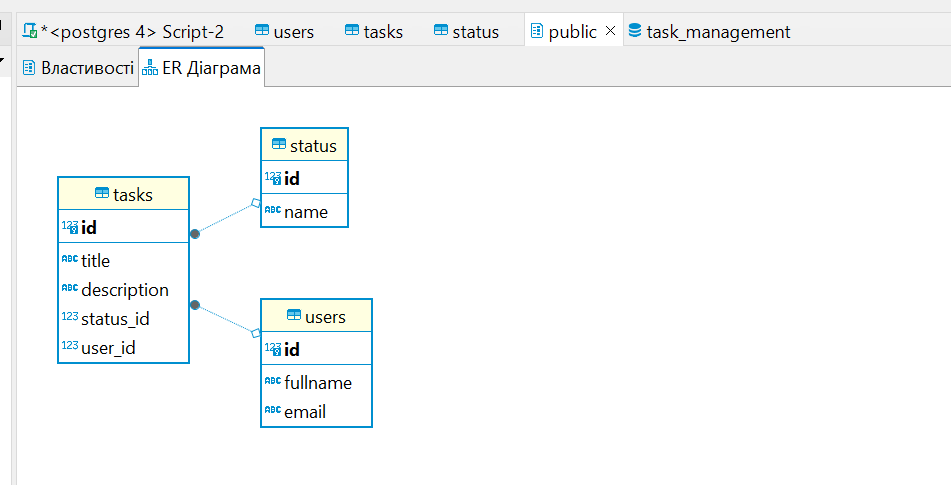 *<postgres 4> Script-2 users tasks status public task_management
Властивості ER Діаграма
status
123 id
ABC name
tasks
123 id
ABC title
ABC description
123 status_id
123 user_id
users
123 id
ABC fullname
ABC email